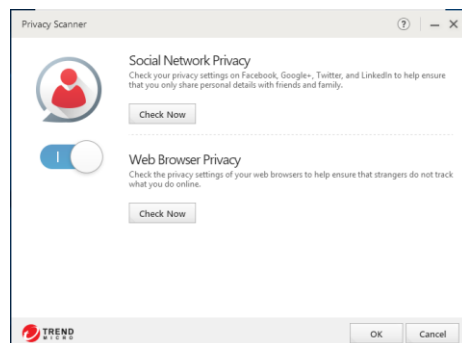 Privacy Scanner
Social Network Privacy
Check your privacy settings on Facebook, Google+, Twitter, and LinkedIn to help ensure
that you only share personal details with friends and family.
Check Now
Web Browser Privacy
Check the privacy settings of your web browsers to help ensure that strangers do not track
what you do online.
Check Now
TREND
MICRO
OK Cancel